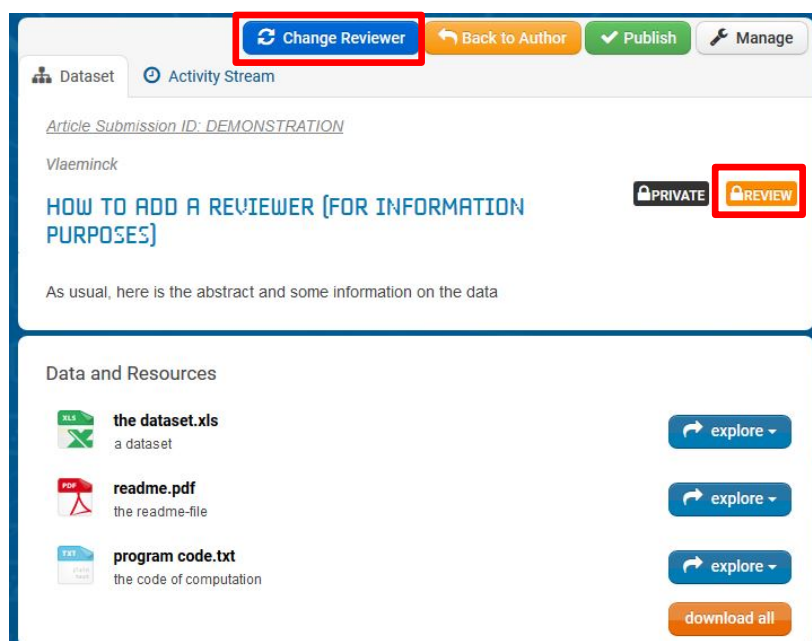 Change Reviewer Back to Author Publish Manage
Dataset Activity Stream
Article Submission ID: DEMONSTRATION
Vlaeminck
PRIVATE REVIEW
HOW TO ADD A REVIEWER (FOR INFORMATION
PURPOSES)
As usual, here is the abstract and some information on the data
Data and Resources
XLS
the dataset.xls
a dataset
explore
PDF
readme.pdf
the readme-file
explore
TXT
program code.txt
the code of computation
explore
download all